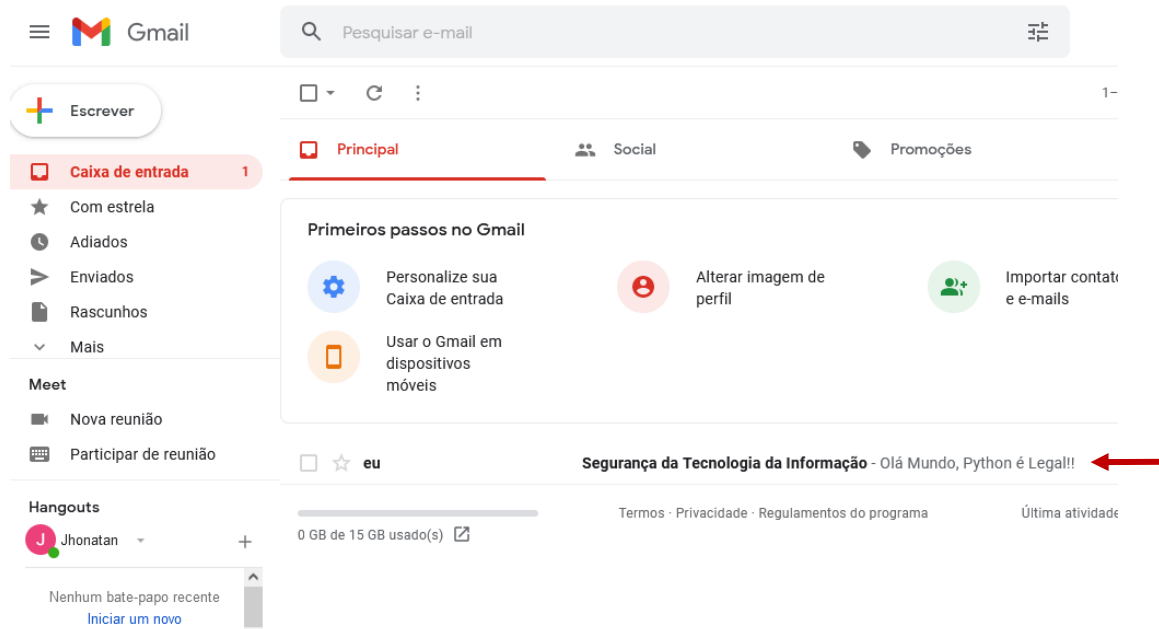 Gmail
Pesquisar e-mail
Escrever
1–
Principal
Social
Promoções
Caixa de entrada 1
Com estrela
Adiados
Enviados
Rascunhos
Mais
Primeiros passos no Gmail
Personalize sua
Caixa de entrada
Alterar imagem de
perfil
Importar contato
e e-mails
Usar o Gmail em
dispositivos
móveis
Meet
Nova reunião
Participar de reunião
eu Segurança da Tecnologia da Informação - Olá Mundo, Python é Legal!!
Hangouts
J Jhonatan
Nenhum bate-papo recente
Iniciar um novo
0 GB de 15 GB usado(s)
Termos · Privacidade · Regulamentos do programa
Última atividade